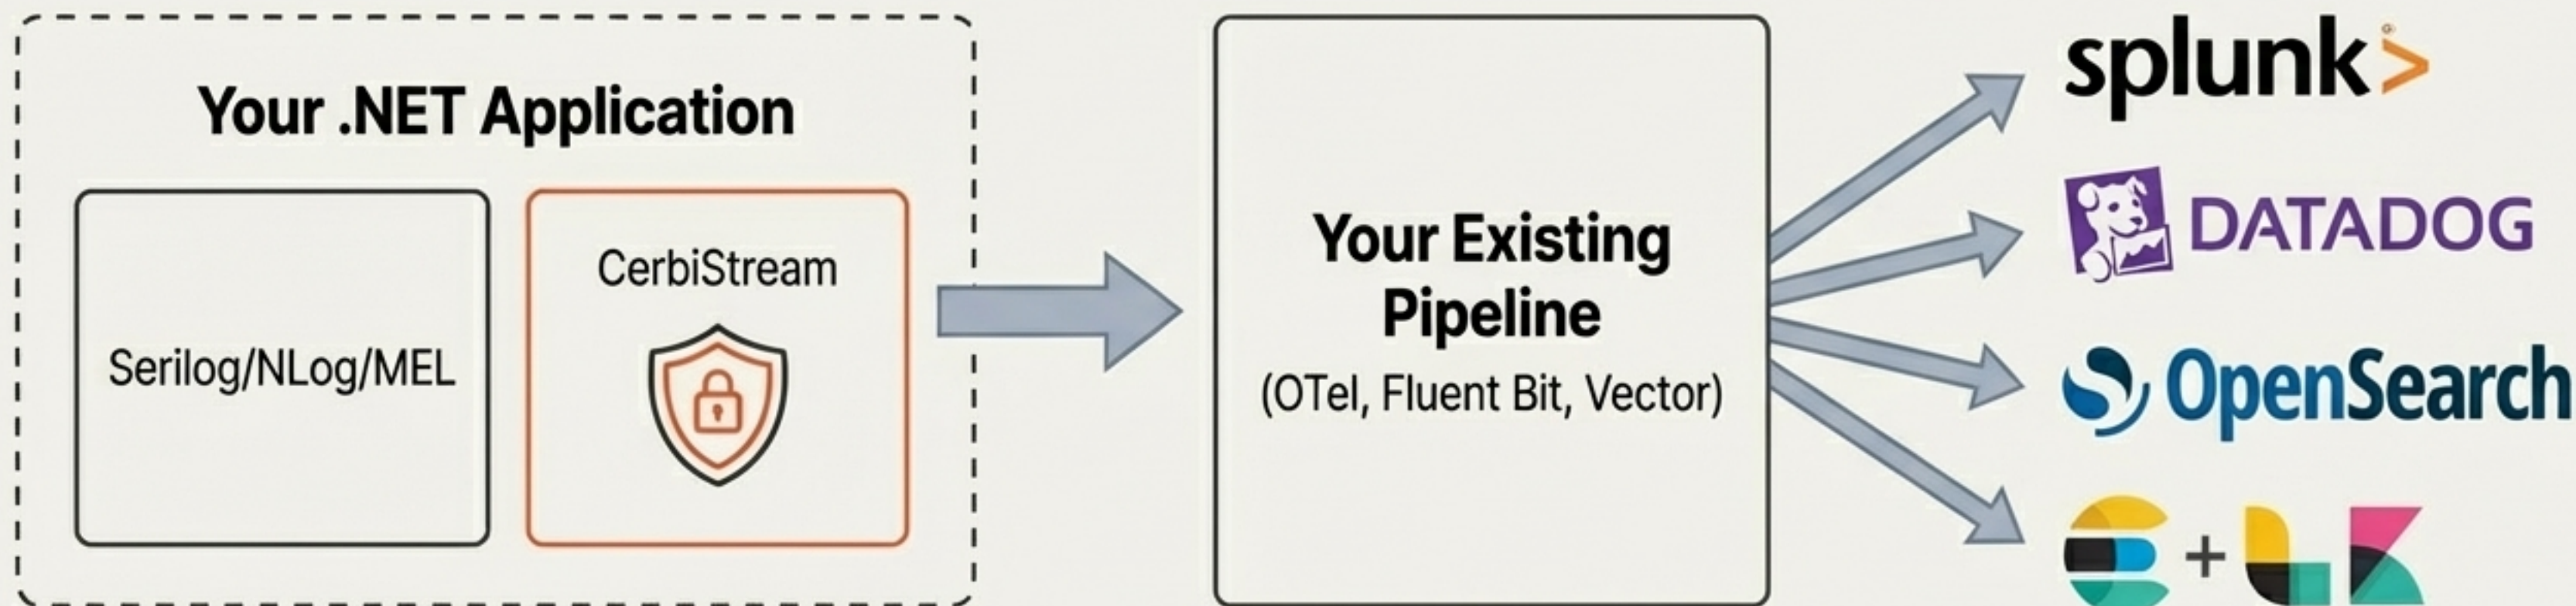 Your .NET Application
Serilog/NLog/MEL
CerbiStream
Your Existing
Pipeline
(OTel, Fluent Bit, Vector)
splunk>
DATADOG
OpenSearch
+